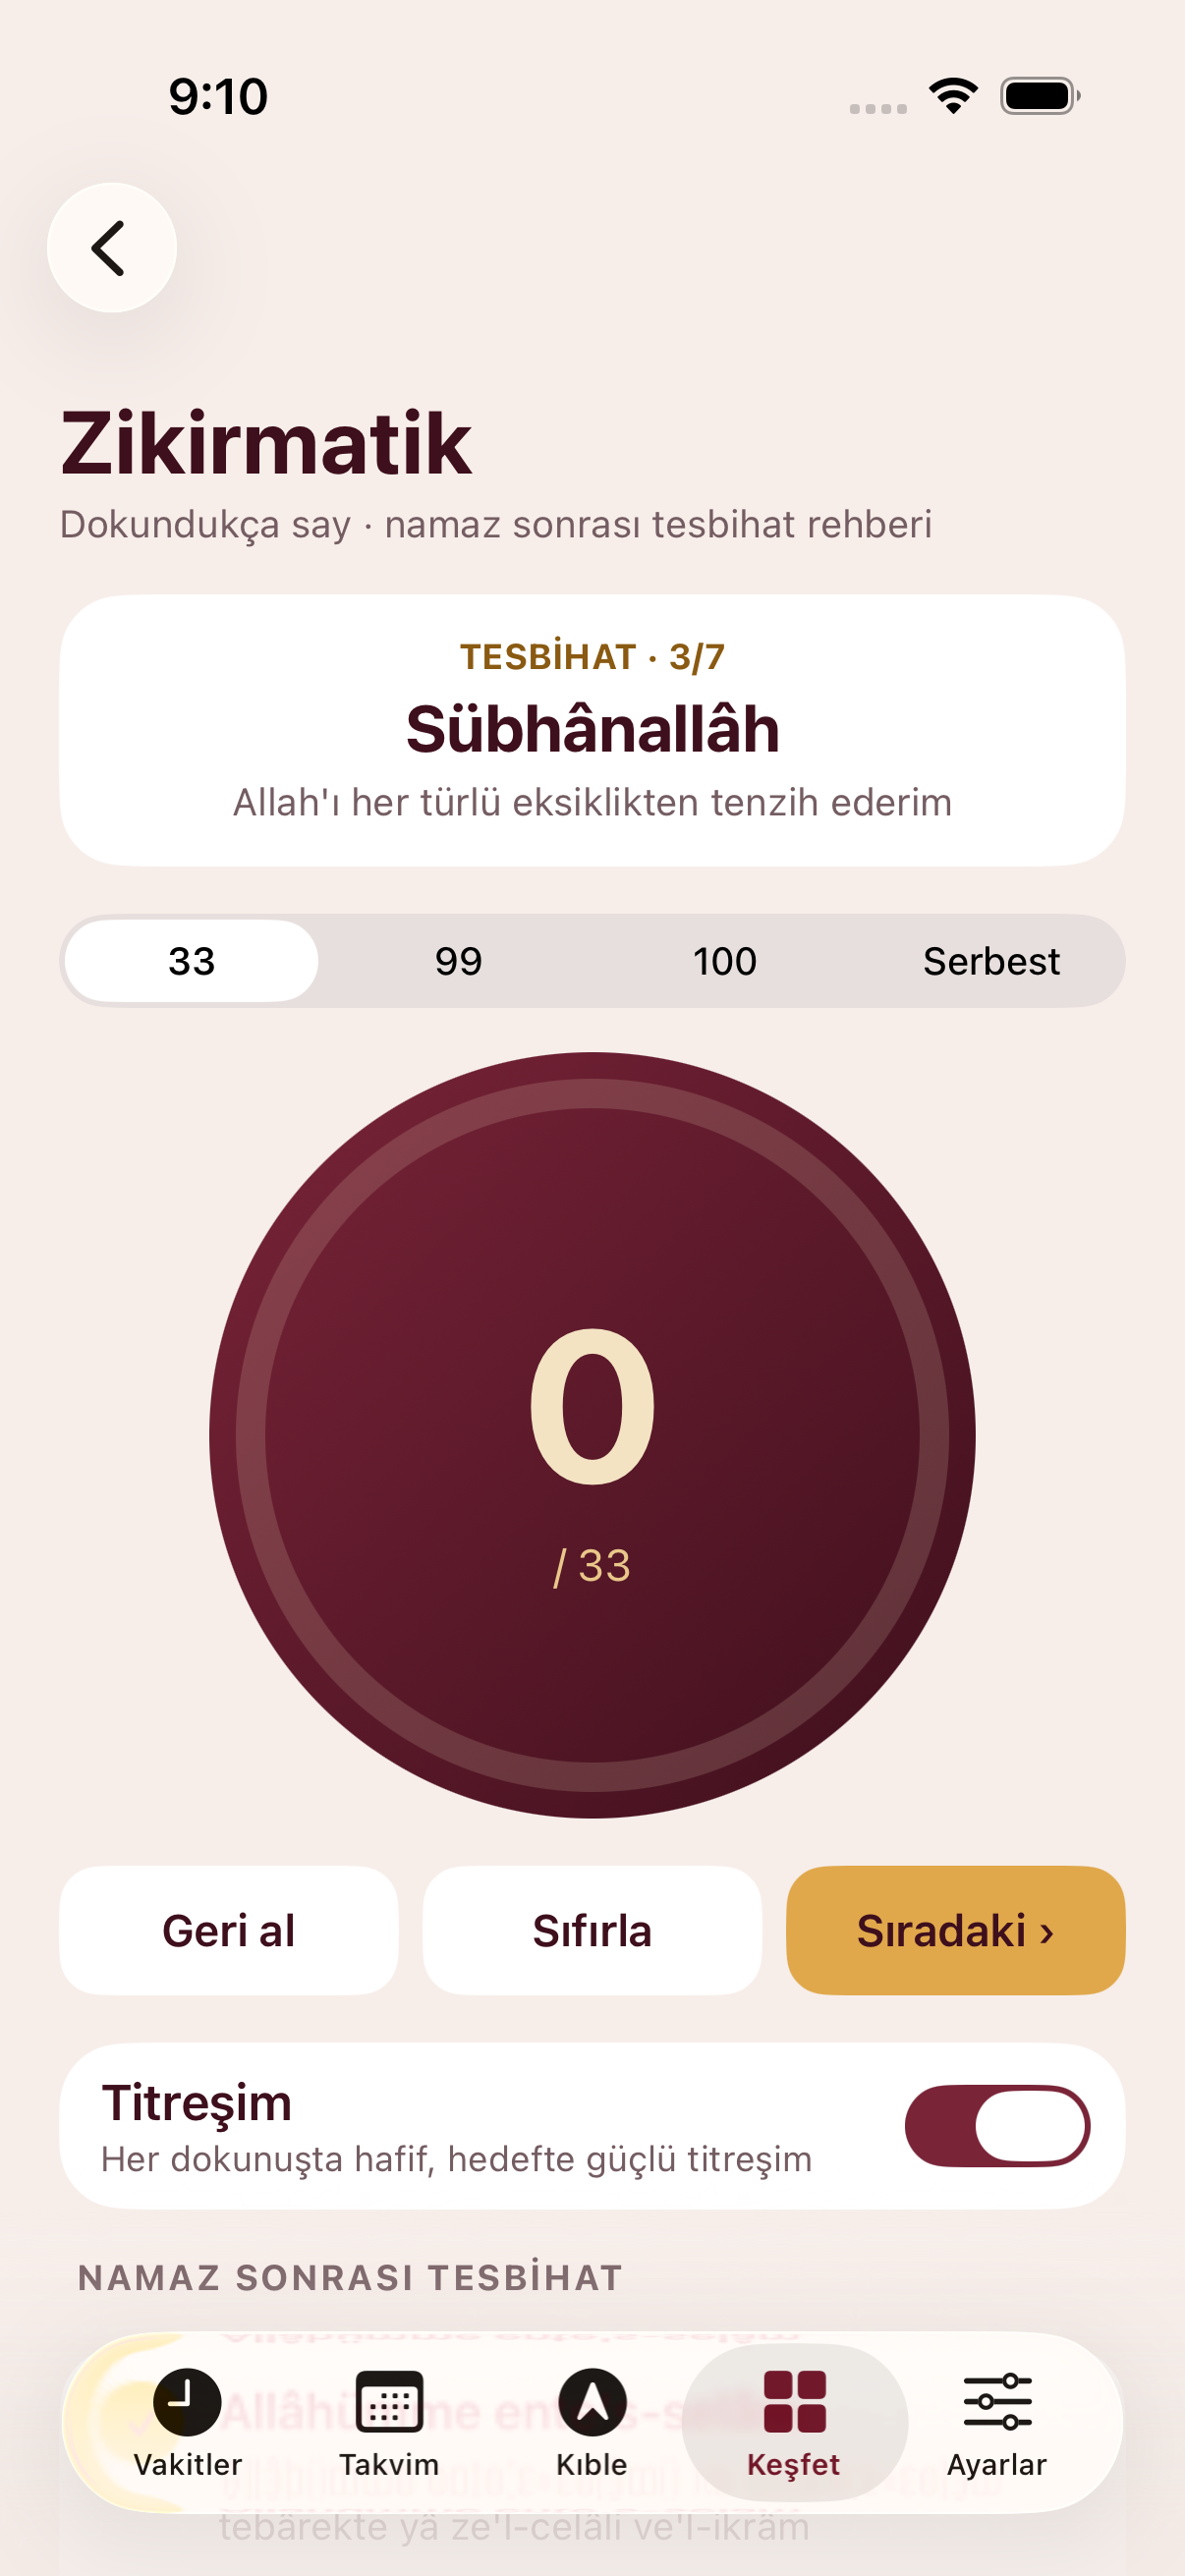 9:10
Zikirmatik
Dokundukça say · namaz sonrası tesbihat rehberi
TESBİHAT · 3/7
Sübhânallâh
Allah'ı her türlü eksiklikten tenzih ederim
33 99 100 Serbest
0
/ 33
Geri al Sıfırla Sıradaki ›
Titreşim
Her dokunuşta hafif, hedefte güçlü titreşim
NAMAZ SONRASI TESBİHAT
Vakitler Takvim Kıble Keşfet Ayarlar
tebârekte yâ ze'l-celâli ve'l-ikrâm